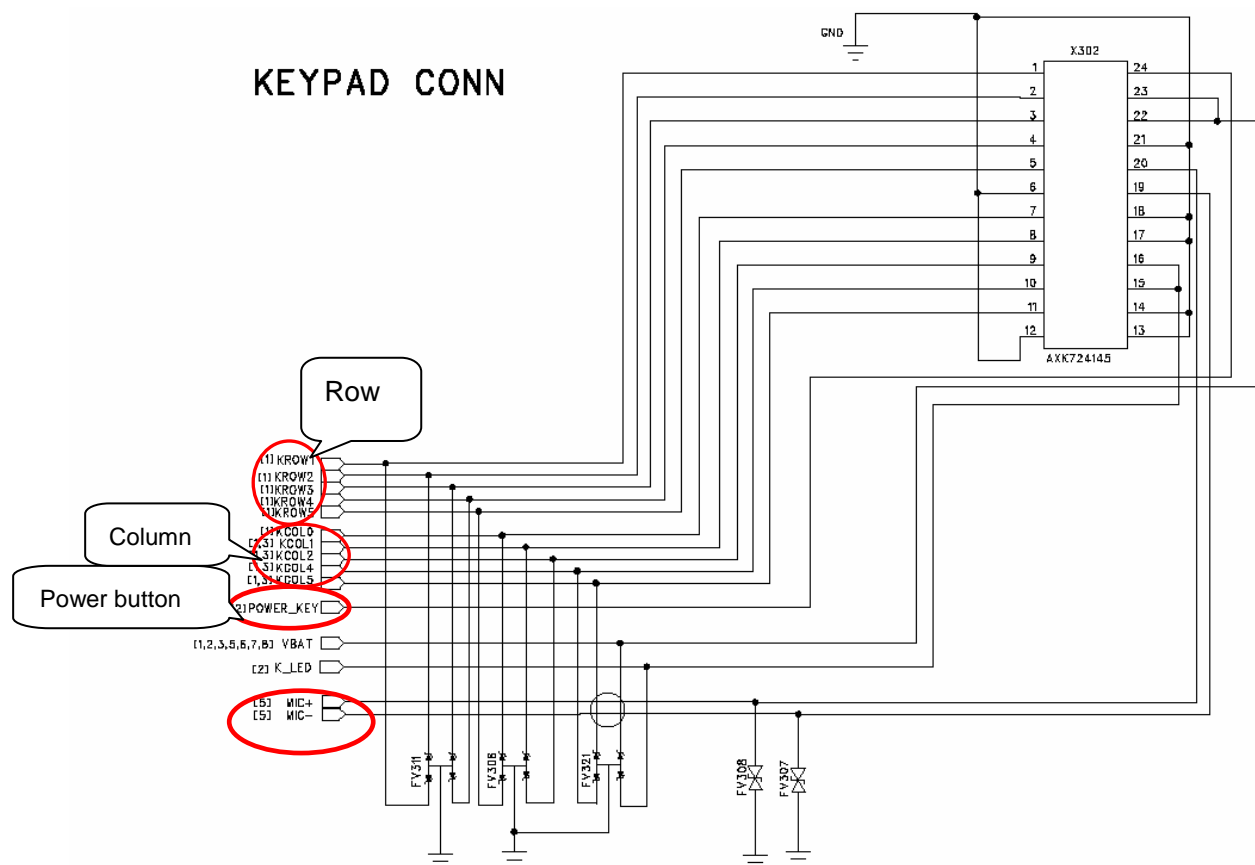 KEYPAD CONN
GND
X302
1 24
2 23
3 22
4 21
5 20
6 19
7 18
8 17
9 16
10 15
11 14
12 13
AXK724145
Row
[1] KROW1
[1] KROW2
[1]KROW3
[1]KROW4
[1]KROW5
Column
[1]KCOL0
[1,3] KCOL1
,3]KCOL2
[1,3]KCOL4
[1,3]KCOL5
Power button
2]POWER_KEY
[1,2,3,5,6,7,8] VBAT
[2] K_LED
[5] MIC+
[5] MIC-
FV311
FV306
FV321
FV308
FV307